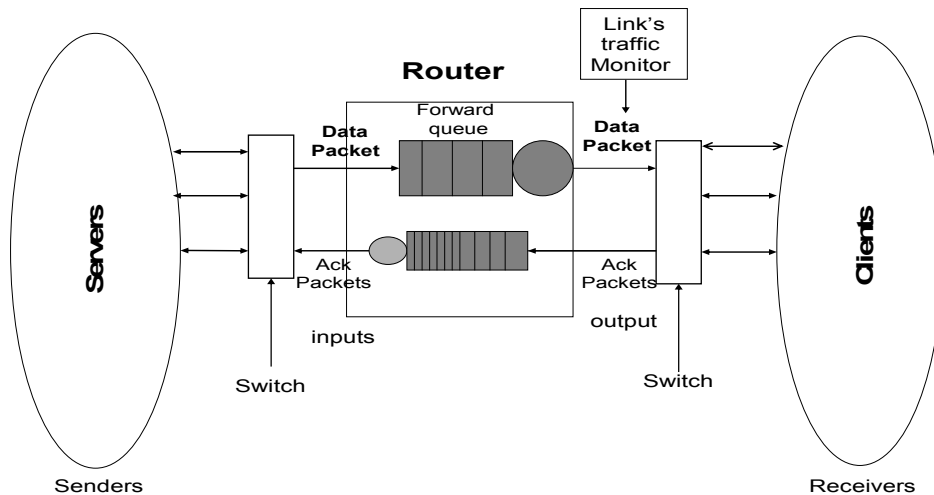 Link's
traffic
Monitor
Router
Forward
queue
Data
Packet
Data
Packet
Servers
Clients
Ack
Packets
Ack
Packets
inputs
output
Switch
Switch
Senders
Receivers